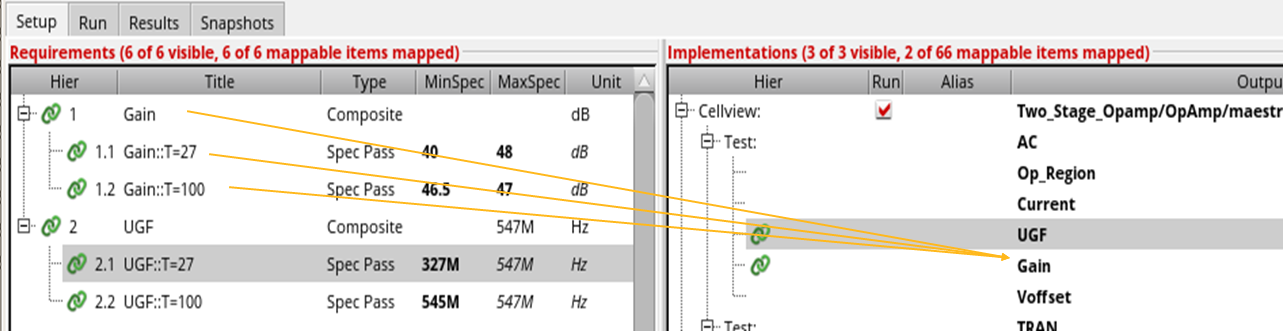 Setup Run Results Snapshots
Requirements (6 of 6 visible, 6 of 6 mappable items mapped)
Hier Title Type MinSpec MaxSpec Unit
1 Gain Composite dB
1.1 Gain::T=27 Spec Pass 40 48 dB
1.2 Gain::T=100 Spec Pass 46.5 47 dB
2 UGF Composite 547M Hz
2.1 UGF::T=27 Spec Pass 327M 547M Hz
2.2 UGF::T=100 Spec Pass 545M 547M Hz
Implementations (3 of 3 visible, 2 of 66 mappable items mapped)
Hier Run Alias Outpu
Cellview: Two_Stage_Opamp/OpAmp/maestr
Test: AC
Op_Region
Current
UGF
Gain
Voffset
Test: TRAN